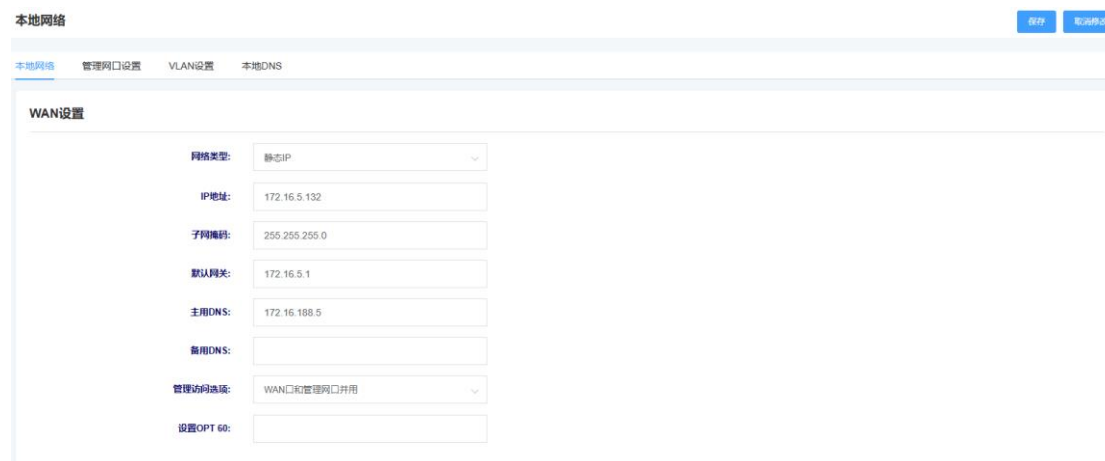 本地网络
保存 取消修改
本地网络 管理网口设置 VLAN设置 本地DNS
WAN设置
网络类型: 静态IP
IP地址: 172.16.5.132
子网掩码: 255.255.255.0
默认网关: 172.16.5.1
主用DNS: 172.16.188.5
备用DNS:
管理访问选项: WAN口和管理网口并用
设置OPT 60: